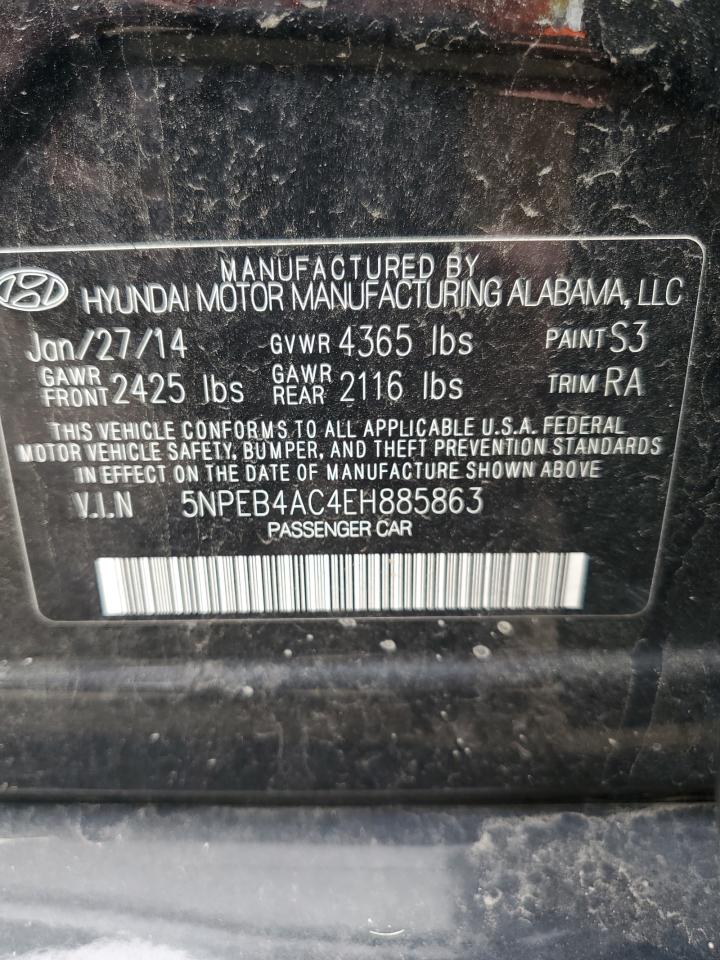 MANUFACTURED BY
HYUNDAI MOTOR MANUFACTURING ALABAMA, LLC
Jan/27/14 GVWR 4365 lbs PAINT S3
GAWR FRONT 2425 lbs GAWR REAR 2116 lbs TRIM RA
THIS VEHICLE CONFORMS TO ALL APPLICABLE U.S.A. FEDERAL
MOTOR VEHICLE SAFETY, BUMPER, AND THEFT PREVENTION STANDARDS
IN EFFECT ON THE DATE OF MANUFACTURE SHOWN ABOVE
V.I.N 5NPEB4AC4EH885863
PASSENGER CAR